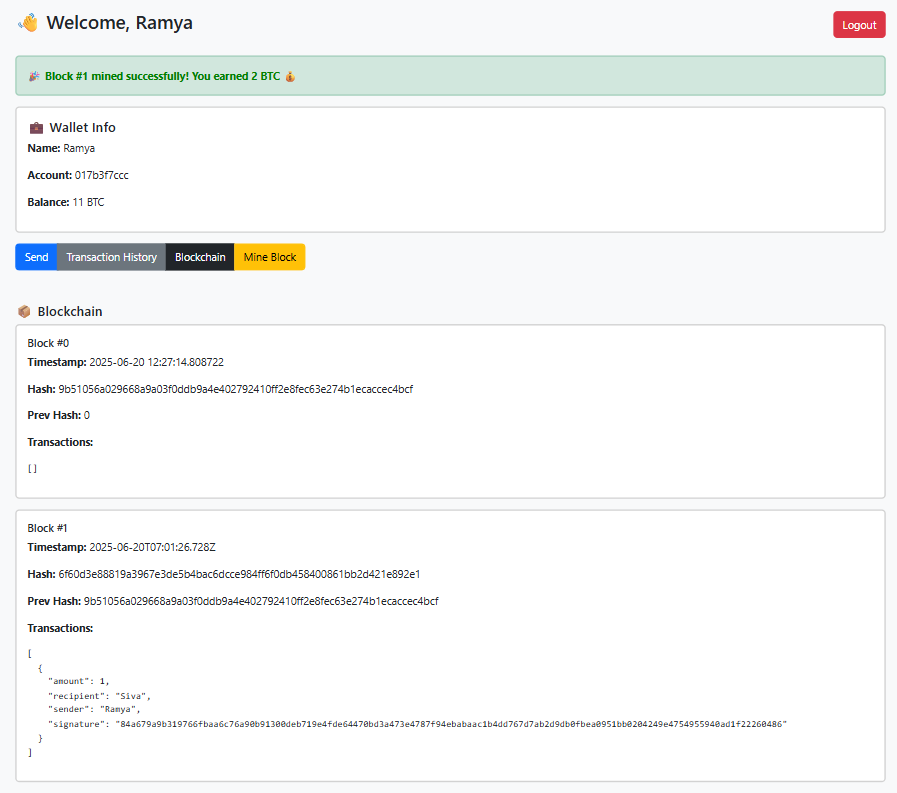 Welcome, Ramya
Logout
Block #1 mined successfully! You earned 2 BTC
Wallet Info
Name: Ramya
Account: 017b3f7ccc
Balance: 11 BTC
Send
Transaction History
Blockchain
Mine Block
Blockchain
Block #0
Timestamp: 2025-06-20 12:27:14.808722
Hash: 9b51056a029668a9a03f0ddb9a4e402792410ff2e8fec63e274b1ecaccec4bcf
Prev Hash: 0
Transactions:
[]
Block #1
Timestamp: 2025-06-20T07:01:26.728Z
Hash: 6f60d3e88819a3967e3de5b4bac6dcce984ff6f0db458400861bb2d421e892e1
Prev Hash: 9b51056a029668a9a03f0ddb9a4e402792410ff2e8fec63e274b1ecaccec4bcf
Transactions:
[
{
"amount": 1,
"recipient": "Siva",
"sender": "Ramya",
"signature": "84a679a9b319766fbaa6c76a90b91300deb719e4fde64470bd3a473e4787f94ebabaac1b4dd767d7ab2d9db0fbea0951bb0204249e4754955940ad1f22260486"
}
]